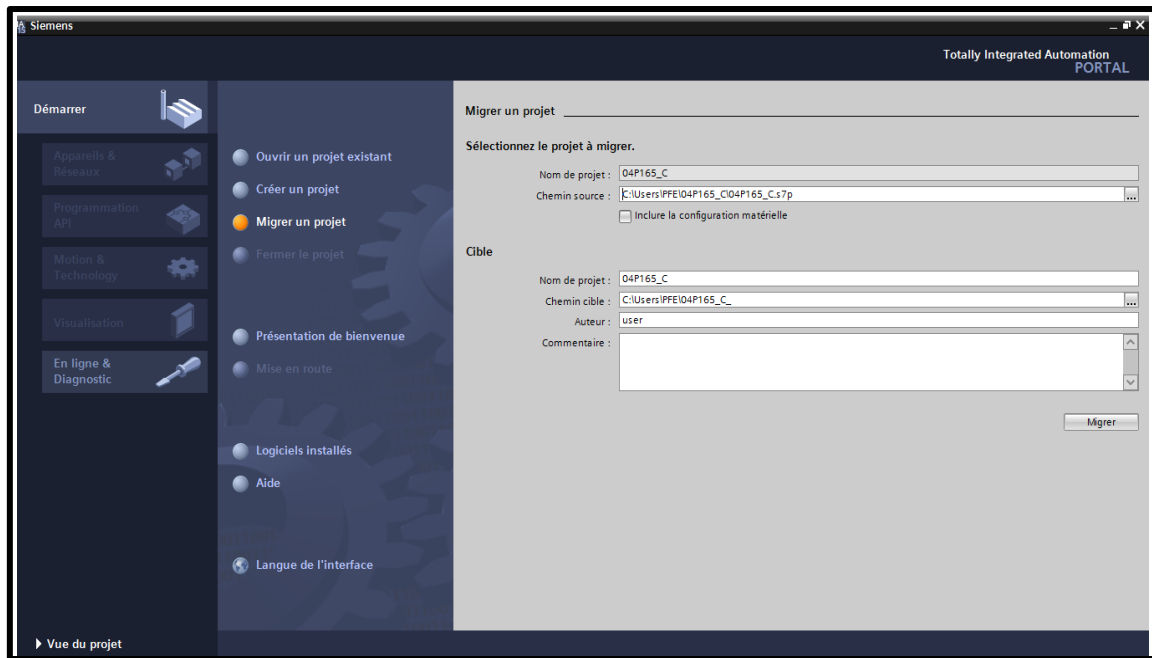 Siemens
Totally Integrated Automation
PORTAL
Démarrer
Appareils &
Réseaux
Programmation
API
Motion &
Technology
Visualisation
En ligne &
Diagnostic
Vue du projet
Ouvrir un projet existant
Créer un projet
Migrer un projet
Fermer le projet
Présentation de bienvenue
Mise en route
Logiciels installés
Aide
Langue de l'interface
Migrer un projet
Sélectionnez le projet à migrer.
Nom de projet : 04P165_C
Chemin source : C:\Users\PFE\04P165_C\04P165_C.s7p ...
Inclure la configuration matérielle
Cible
Nom de projet : 04P165_C
Chemin cible : C:\Users\PFE\04P165_C_ ...
Auteur : user
Commentaire :
Migrer